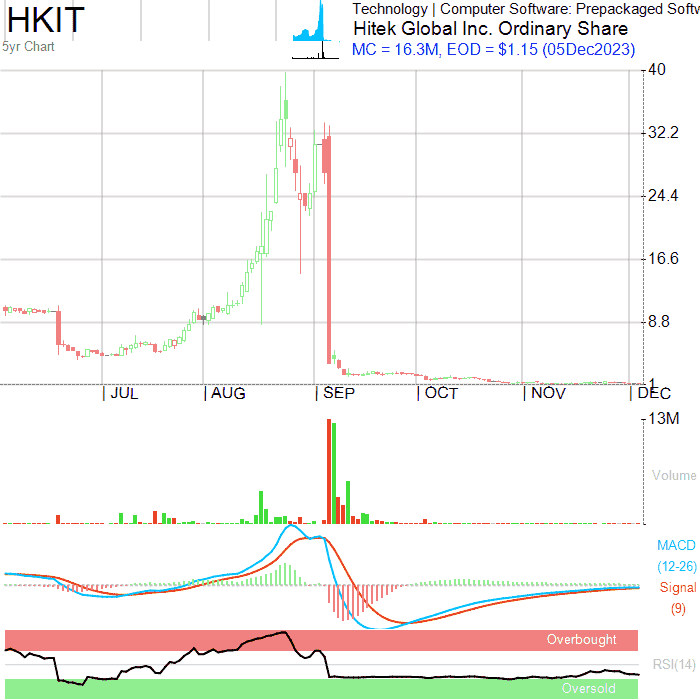 HKIT
5yr Chart
Technology | Computer Software: Prepackaged Softw
Hitek Global Inc. Ordinary Share
MC = 16.3M, EOD = $1.15 (05Dec2023)
40
32.2
24.4
16.6
8.8
1
JUL
AUG
SEP
OCT
NOV
DEC
13M
Volume
MACD
(12-26)
Signal
(9)
Overbought
RSI(14)
Oversold